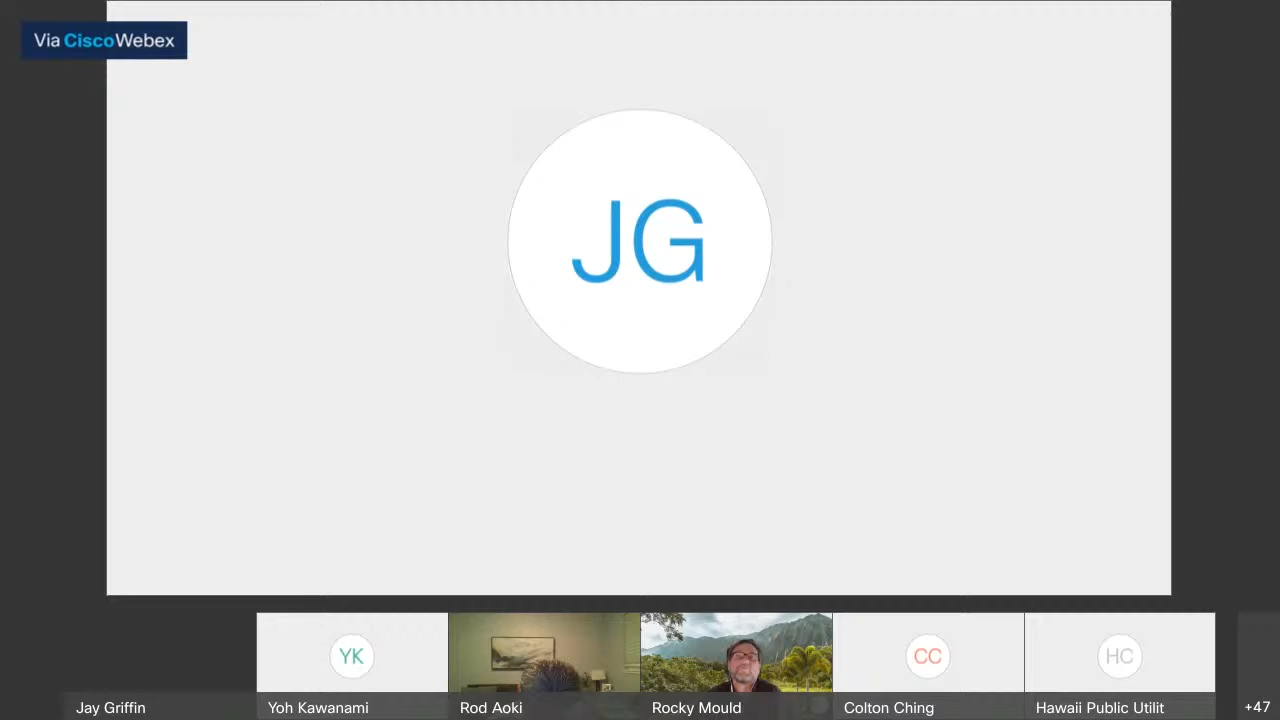 Via CiscoWebex
JG
YK
CC
HC
Jay Griffin
Yoh Kawanami
Rod Aoki
Rocky Mould
Colton Ching
Hawaii Public Utilit
+47